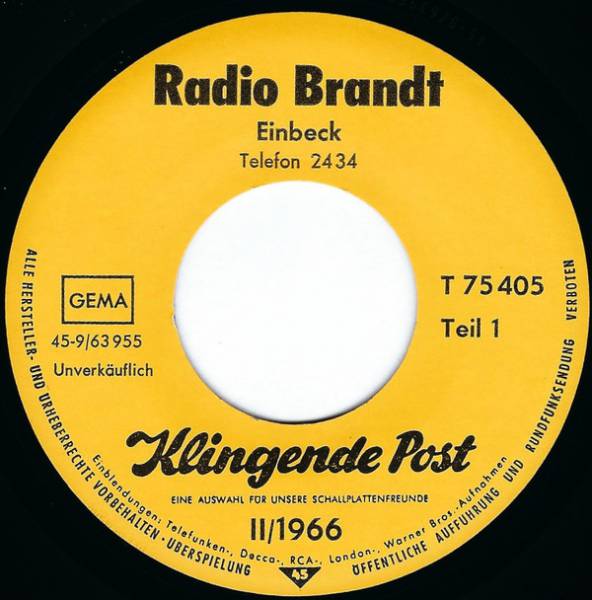 Radio Brandt
Einbeck
Telefon 2434
GEMA
45-9/63955
Unverkäuflich
T 75405
Teil 1
Klingende Post
EINE AUSWAHL FÜR UNSERE SCHALLPLATTENFREUNDE
II/1966
Einblendungen: Telefunken-, Decca-, RCA-, London-, Warner Bros.-Aufnahmen
45
ALLE HERSTELLER- UND URHEBERRECHTE VORBEHALTEN - ÜBERSPIELUNG ÖFFENTLICHE AUFFÜHRUNG UND RUNDFUNKSENDUNG VERBOTEN